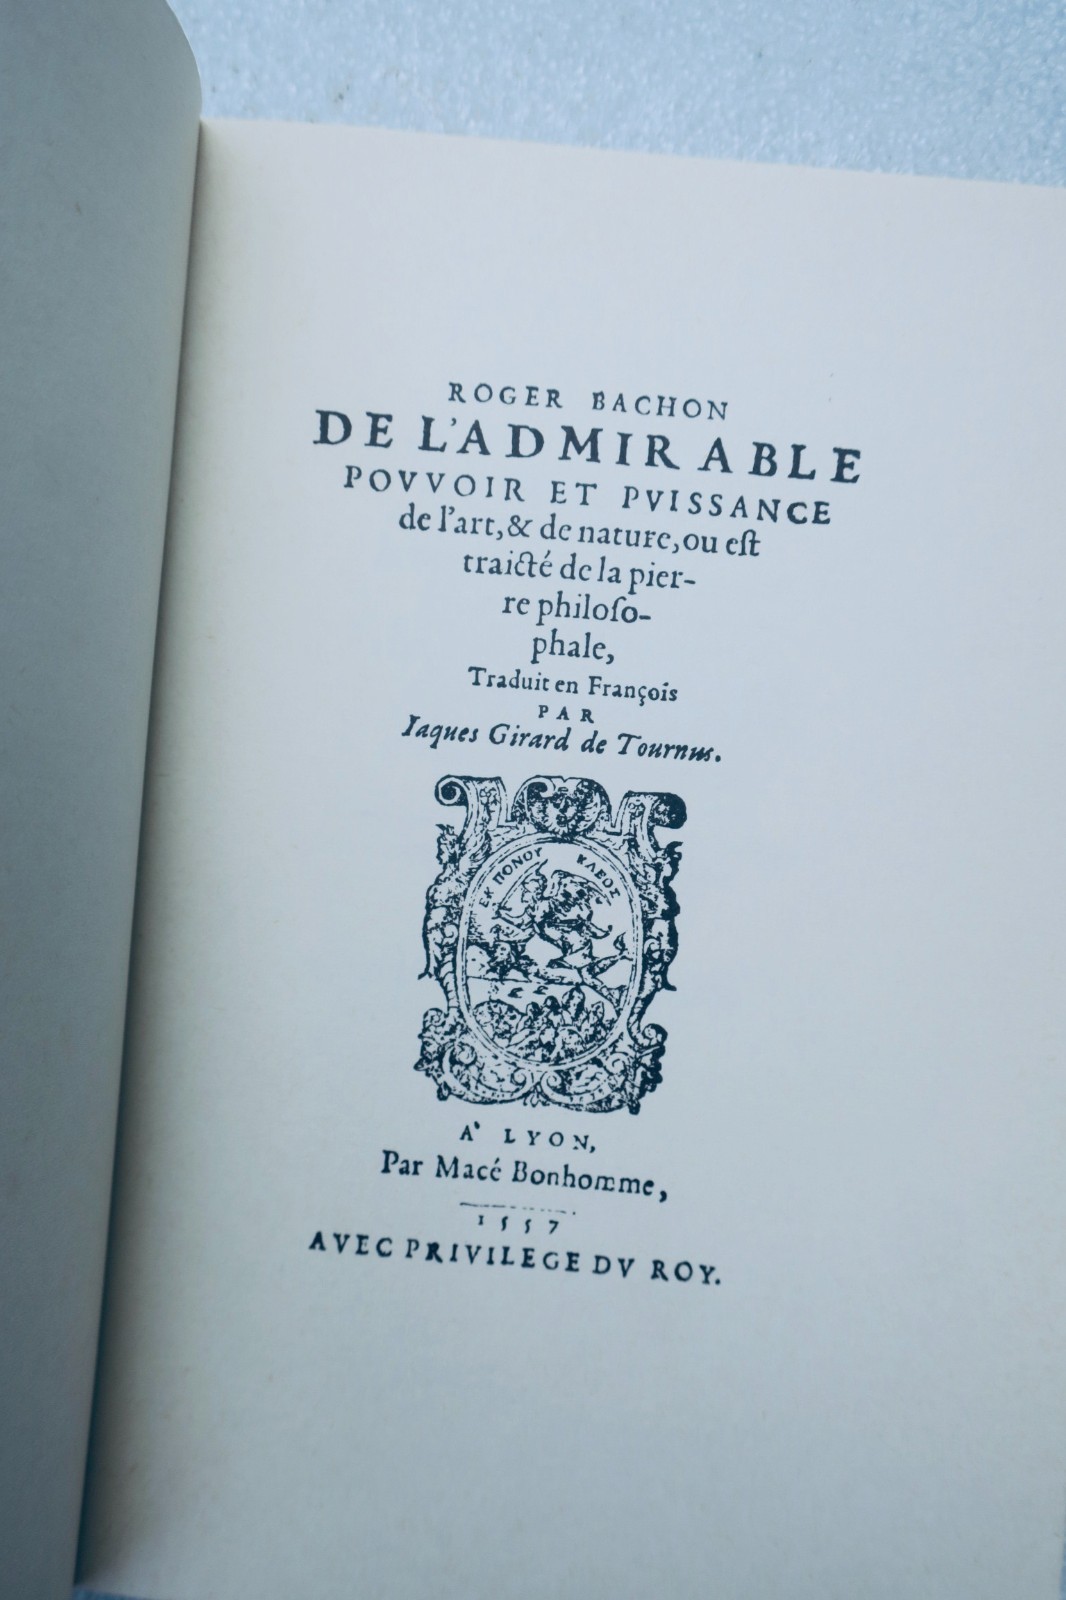 ROGER BACHON
DE L'ADMIRABLE
POVVOIR ET PVISSANCE
de l'art, & de nature, ou eſt
traicté de la pier-
re philoſo-
phale,
Traduit en François
PAR
Iaques Girard de Tournus.
ΕΚ ΠΟΝΟΥ ΚΛΕΟΣ
A' LYON,
Par Macé Bonhomme,
1557
AVEC PRIVILEGE DV ROY.